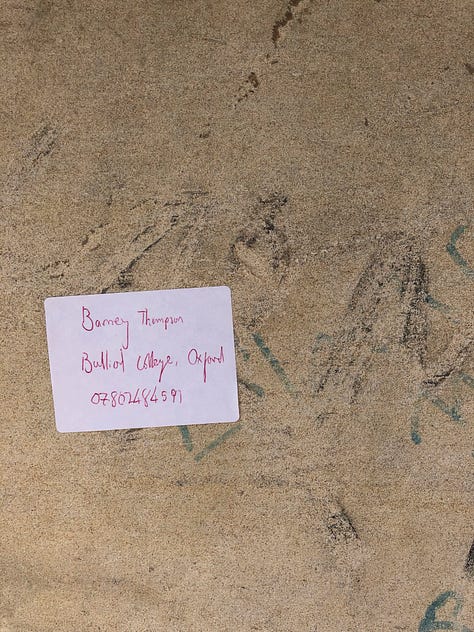 Barney Thompson
Balliol College, Oxford
07802484591